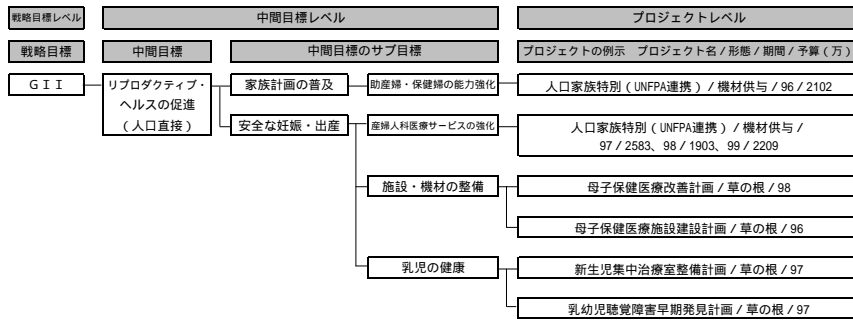 戦略目標レベル
中間目標レベル
プロジェクトレベル
戦略目標
中間目標
中間目標のサブ目標
プロジェクトの例示　プロジェクト名 / 形態 / 期間 / 予算 ( 万 )
ＧＩＩ
リプロダクティブ・
ヘルスの促進
( 人口直接 )
家族計画の普及
助産婦・保健婦の能力強化
人口家族特別 ( UNFPA連携 ) / 機材供与 / 96 / 2102
安全な妊娠・出産
産婦人科医療サービスの強化
人口家族特別 ( UNFPA連携 ) / 機材供与 /
97 / 2583、98 / 1903、99 / 2209
施設・機材の整備
母子保健医療改善計画 / 草の根 / 98
母子保健医療施設建設計画 / 草の根 / 96
乳児の健康
新生児集中治療室整備計画 / 草の根 / 97
乳幼児聴覚障害早期発見計画 / 草の根 / 97